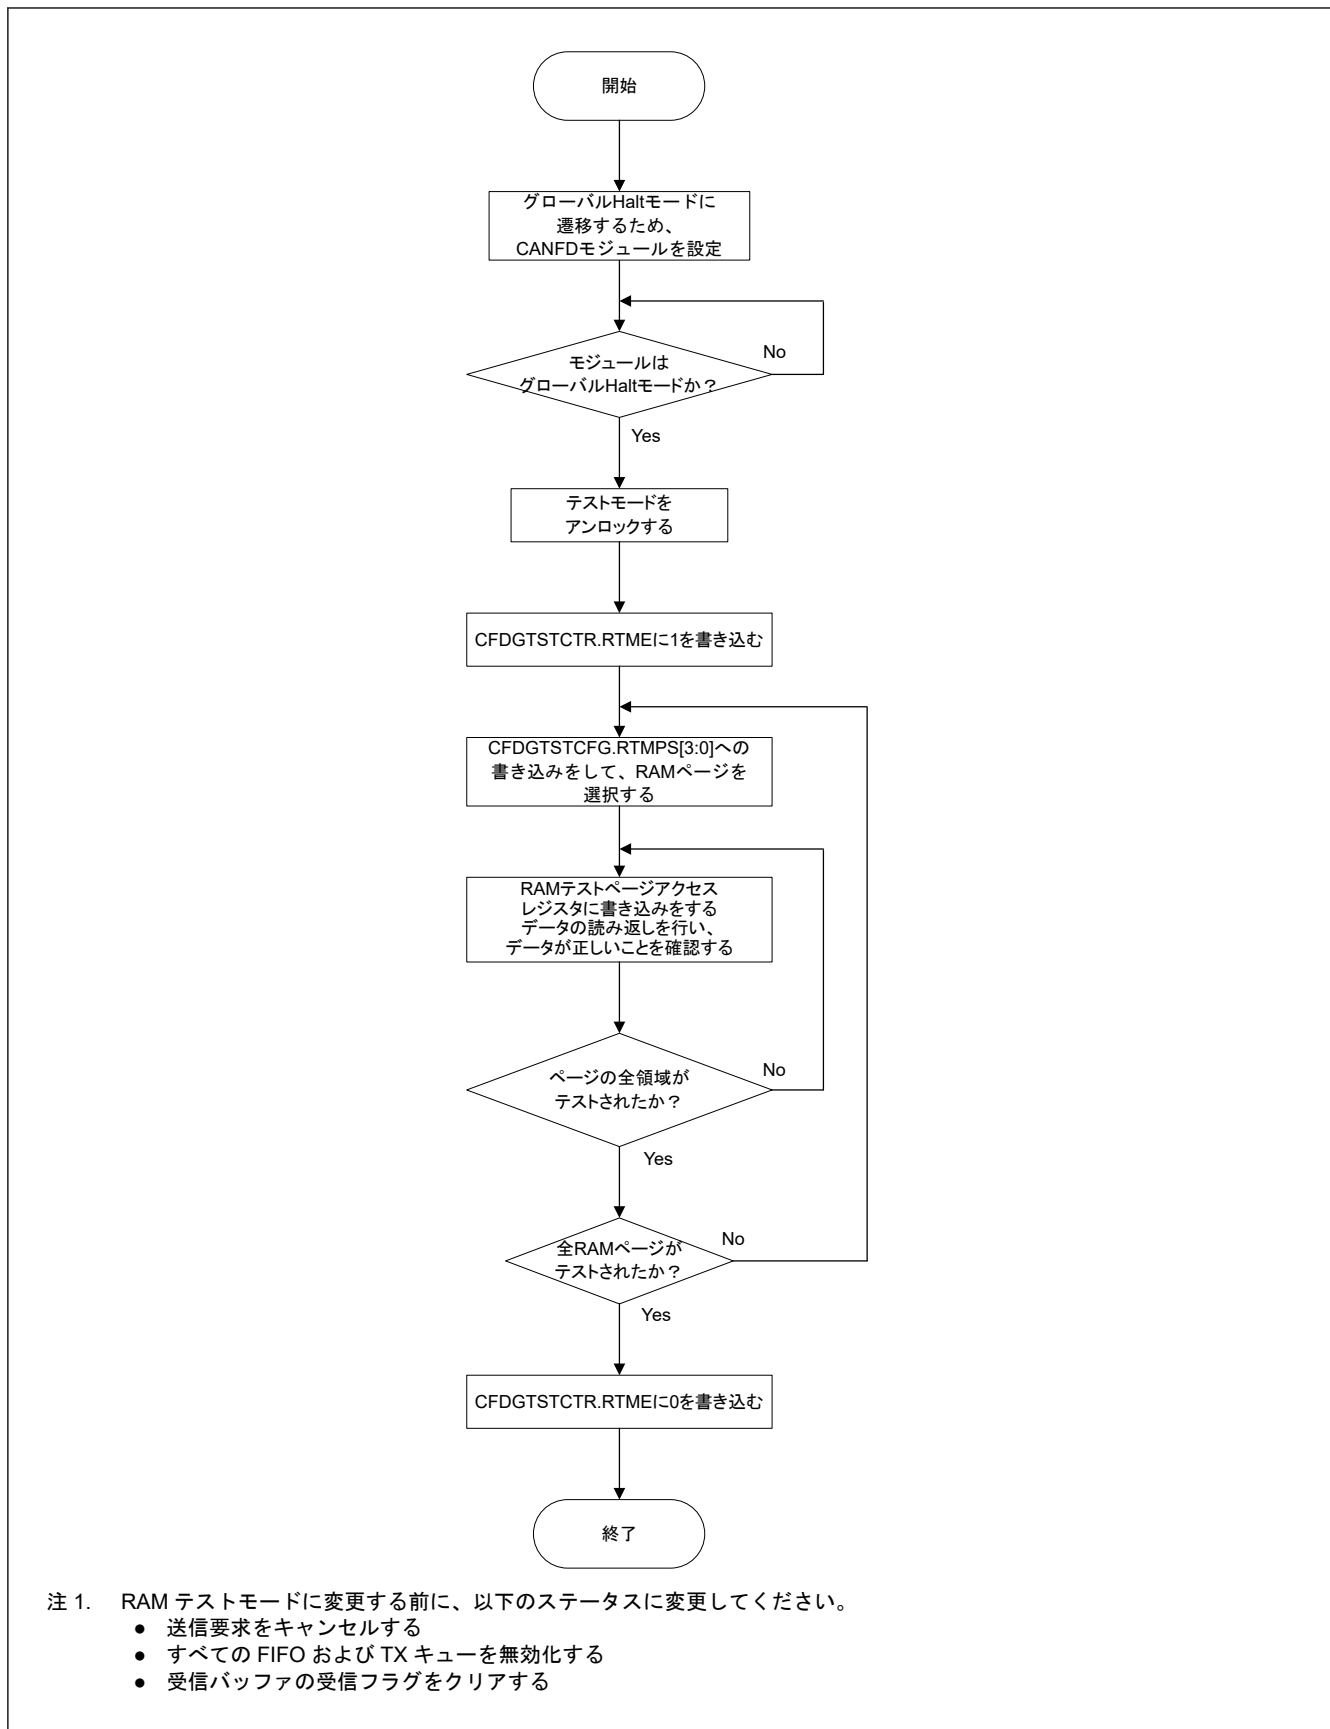 開始
グローバルHaltモードに
遷移するため、
CANFDモジュールを設定
モジュールは
グローバルHaltモードか？
No
Yes
テストモードを
アンロックする
CFDGTSTCTR.RTMEに1を書き込む
CFDGTSTCFG.RTMPS[3:0]への
書き込みをして、RAMページを
選択する
RAMテストページアクセス
レジスタに書き込みをする
データの読み返しを行い、
データが正しいことを確認する
ページの全領域が
テストされたか？
No
Yes
全RAMページが
テストされたか？
No
Yes
CFDGTSTCTR.RTMEに0を書き込む
終了
注 1. RAM テストモードに変更する前に、以下のステータスに変更してください。
● 送信要求をキャンセルする
● すべての FIFO および TX キューを無効化する
● 受信バッファの受信フラグをクリアする